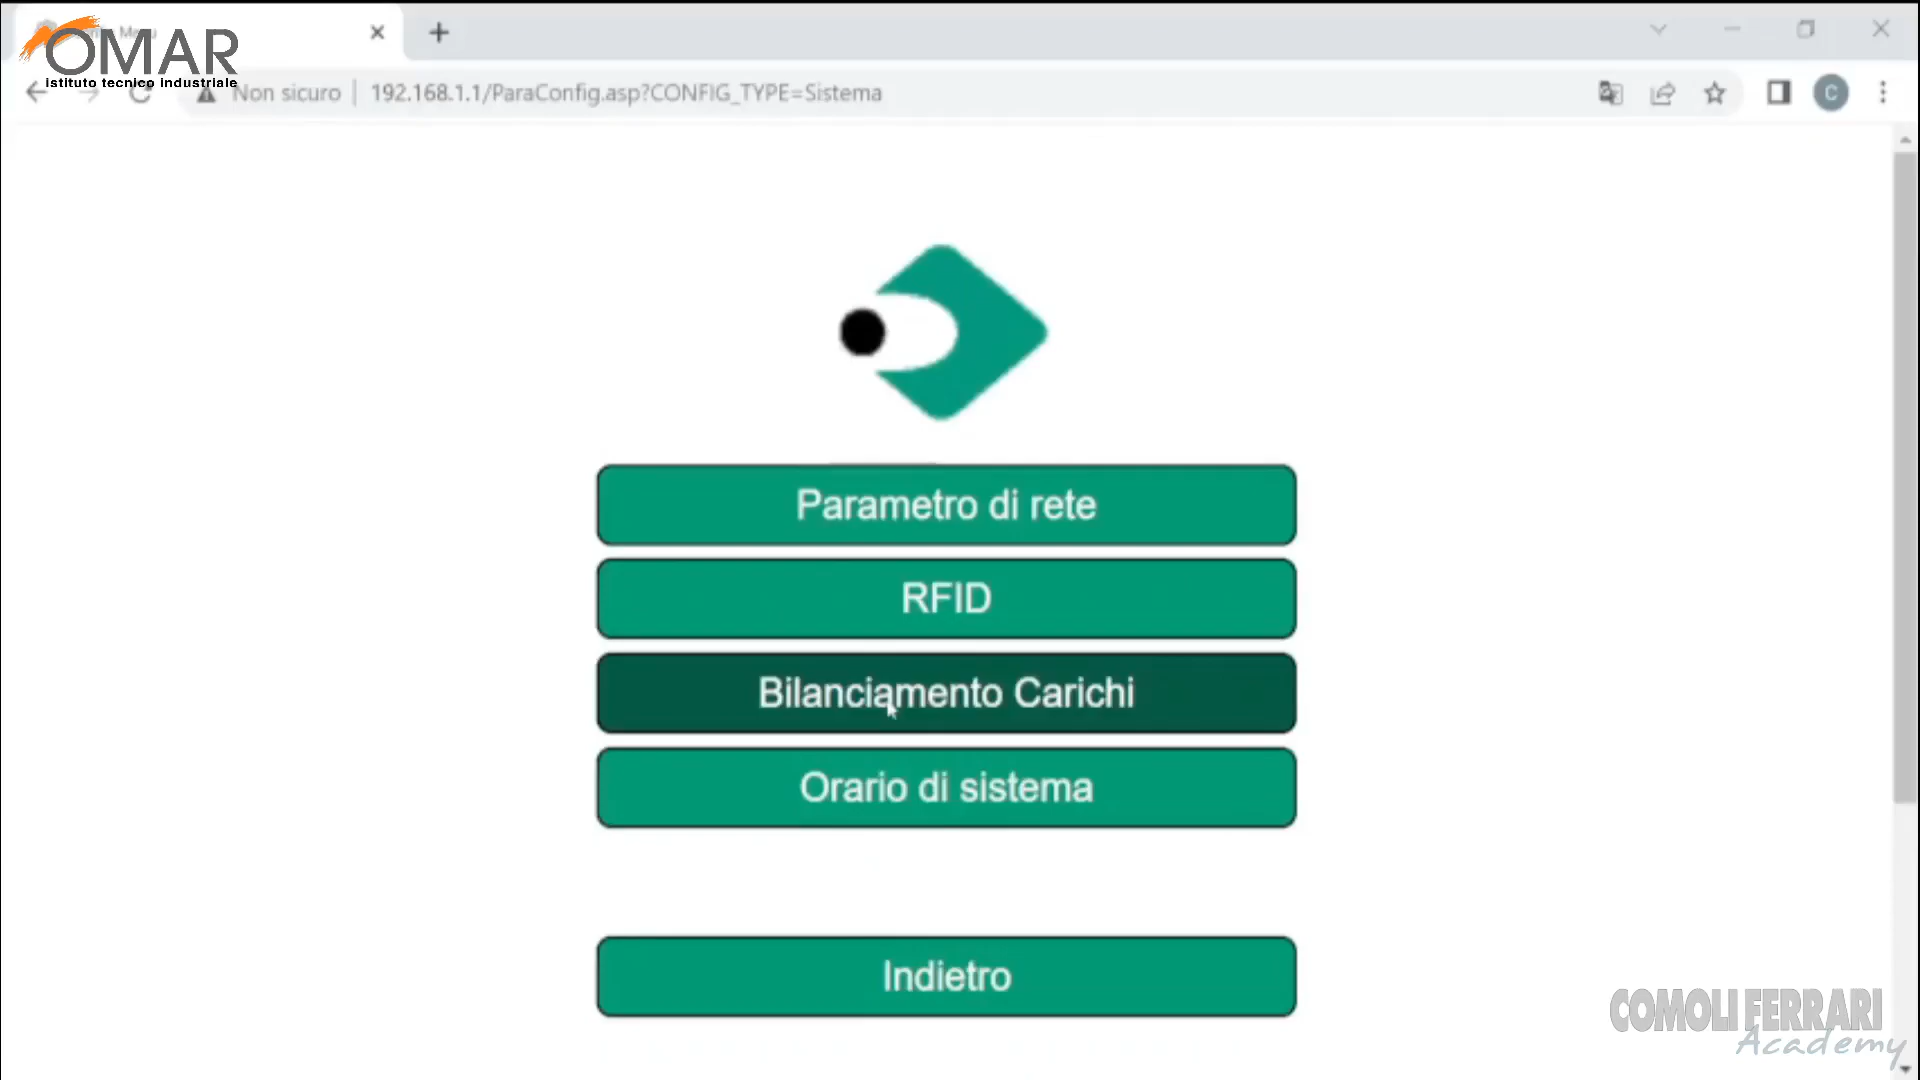 OMAR
istituto tecnico industriale
Non sicuro
192.168.1.1/ParaConfig.asp?CONFIG_TYPE=Sistema
C
Parametro di rete
RFID
Bilanciamento Carichi
Orario di sistema
Indietro
COMOLI FERRARI
Academy